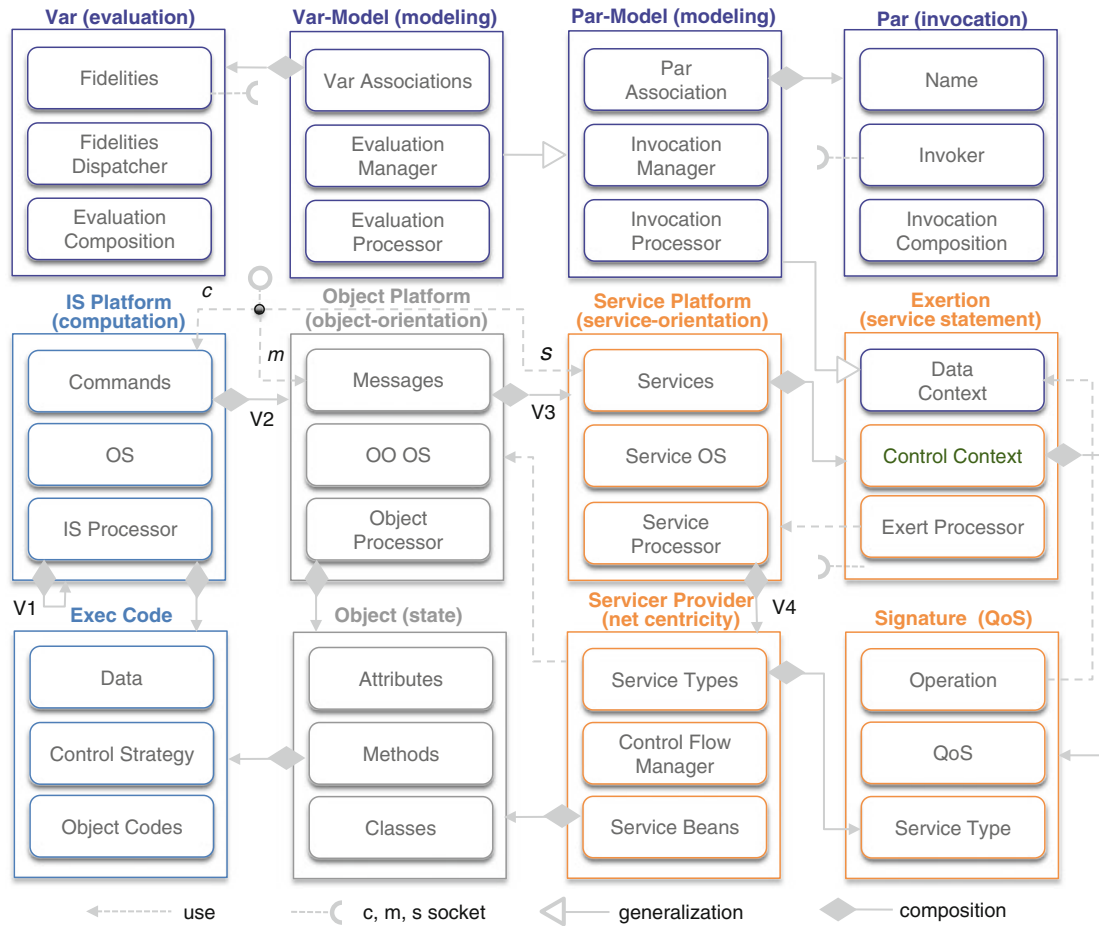 Var (evaluation)
Var-Model (modeling)
Par-Model (modeling)
Par (invocation)
Fidelities
Fidelities
Dispatcher
Evaluation
Composition
Var Associations
Evaluation
Manager
Evaluation
Processor
Par
Association
Invocation
Manager
Invocation
Processor
Name
Invoker
Invocation
Composition
c
m
s
IS Platform
(computation)
Object Platform
(object-orientation)
Service Platform
(service-orientation)
Exertion
(service statement)
Commands
OS
IS Processor
V2
Messages
OO OS
Object
Processor
V3
Services
Service OS
Service
Processor
Data
Context
Control Context
Exert Processor
V1
V4
Exec Code
Object (state)
Servicer Provider
(net centricity)
Signature (QoS)
Data
Control Strategy
Object Codes
Attributes
Methods
Classes
Service Types
Control Flow
Manager
Service Beans
Operation
QoS
Service Type
use
c, m, s socket
generalization
composition